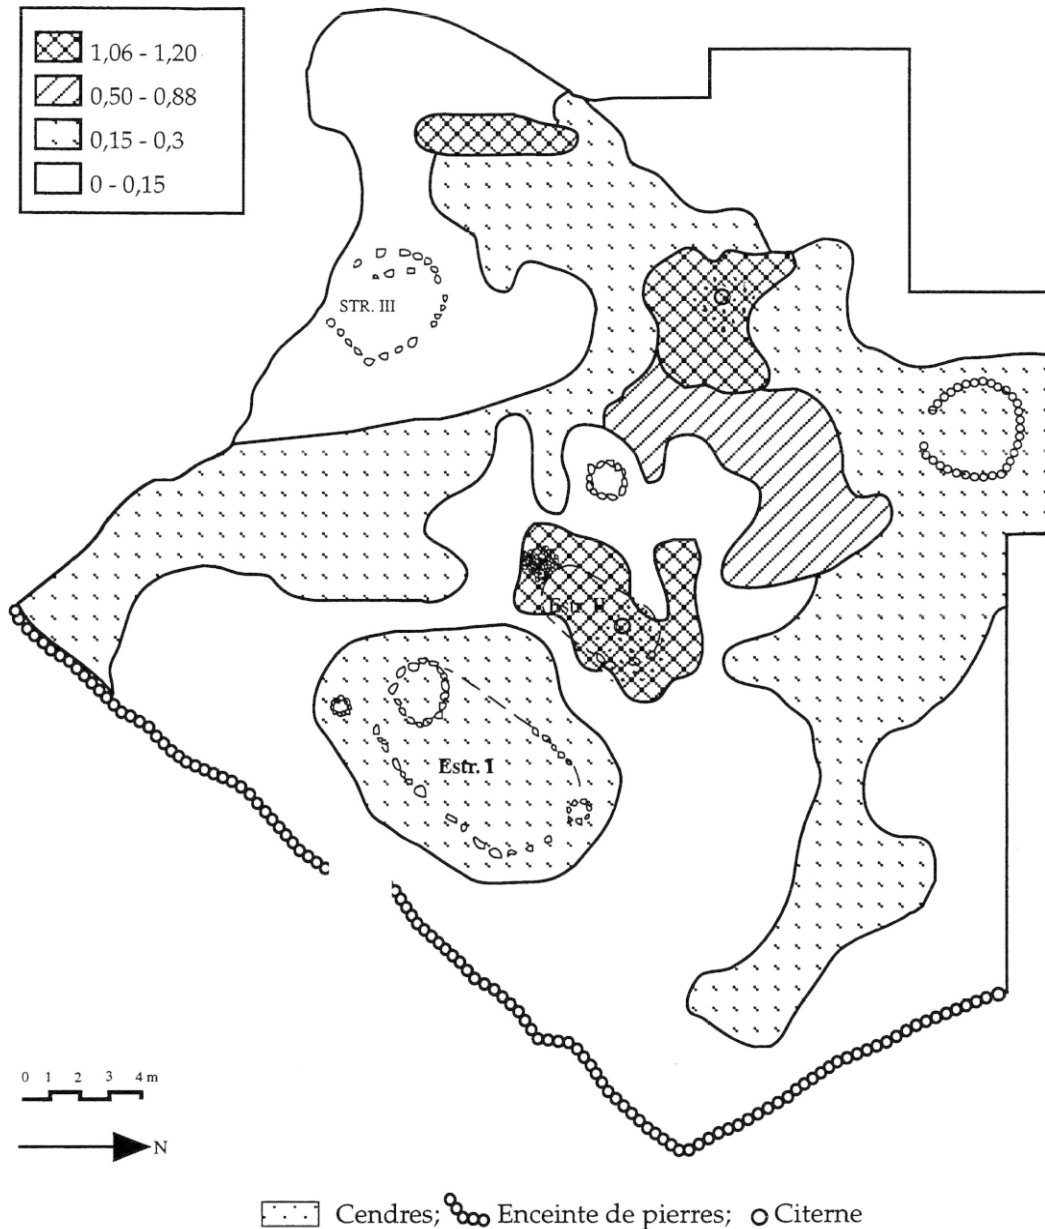 1,06 - 1,20
0,50 - 0,88
0,15 - 0,3
0 - 0,15
STR. III
Estr. II
Estr. I
0 1 2 3 4 m
N
Cendres; Enceinte de pierres; Citerne